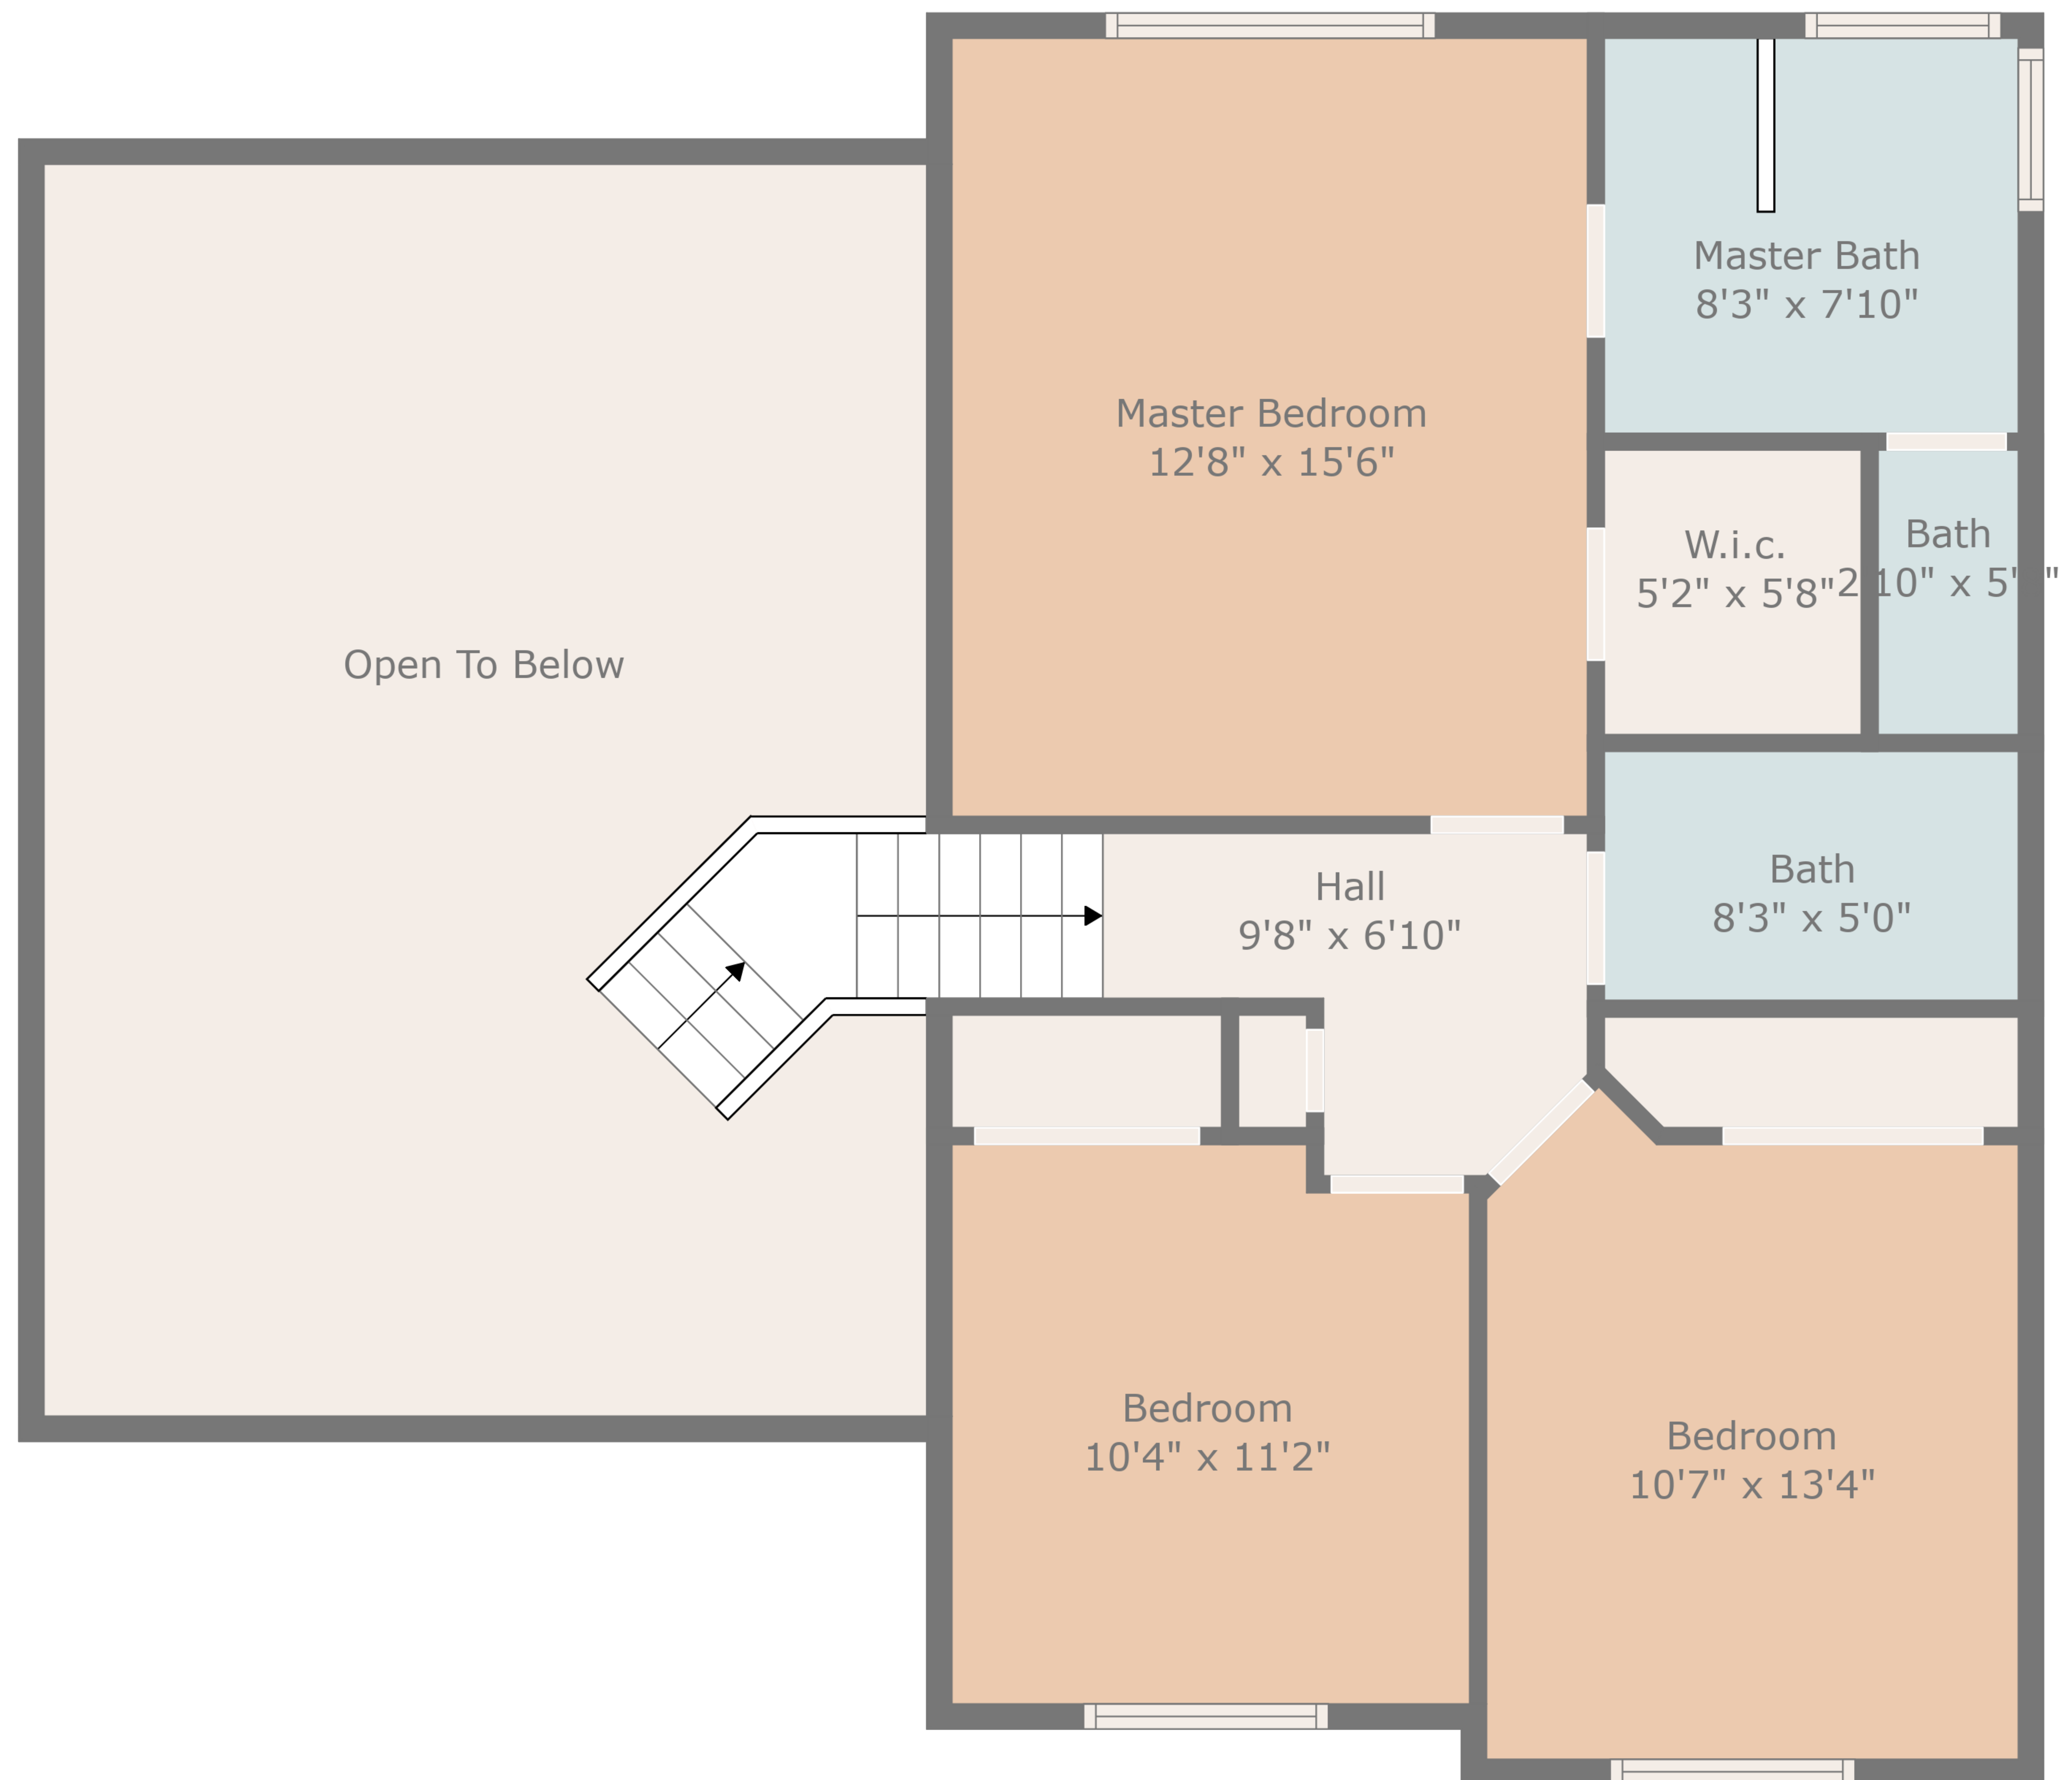 Master Bath
8'3" x 7'10"
Master Bedroom
12'8" x 15'6"
W.i.c.
5'2" x 5'8"
Bath
Open To Below
Hall
9'8" x 6'10"
Bath
8'3" x 5'0"
Bedroom
10'4" x 11'2"
Bedroom
10'7" x 13'4"